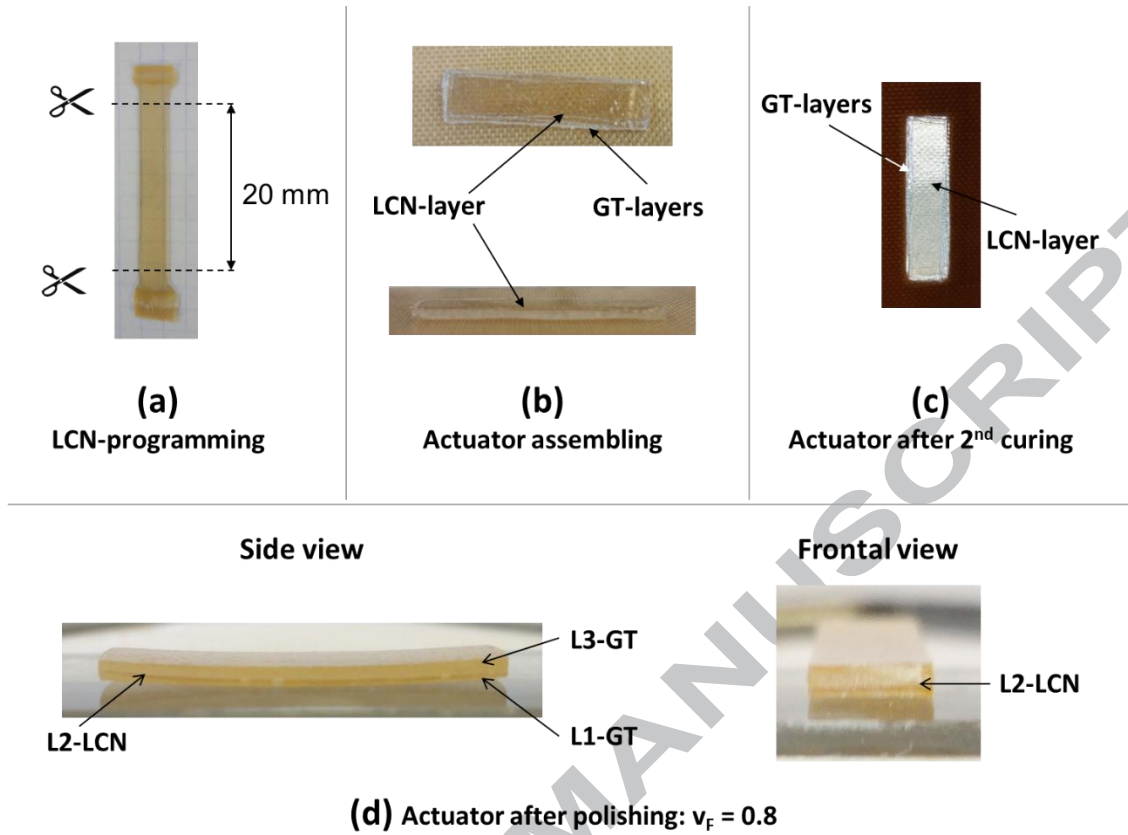 20 mm
(a)
LCN-programming
LCN-layer
GT-layers
(b)
Actuator assembling
GT-layers
LCN-layer
(c)
Actuator after 2nd curing
Side view
Frontal view
L3-GT
L2-LCN
L1-GT
L2-LCN
(d) Actuator after polishing: vF = 0.8
MANUSCRIPT